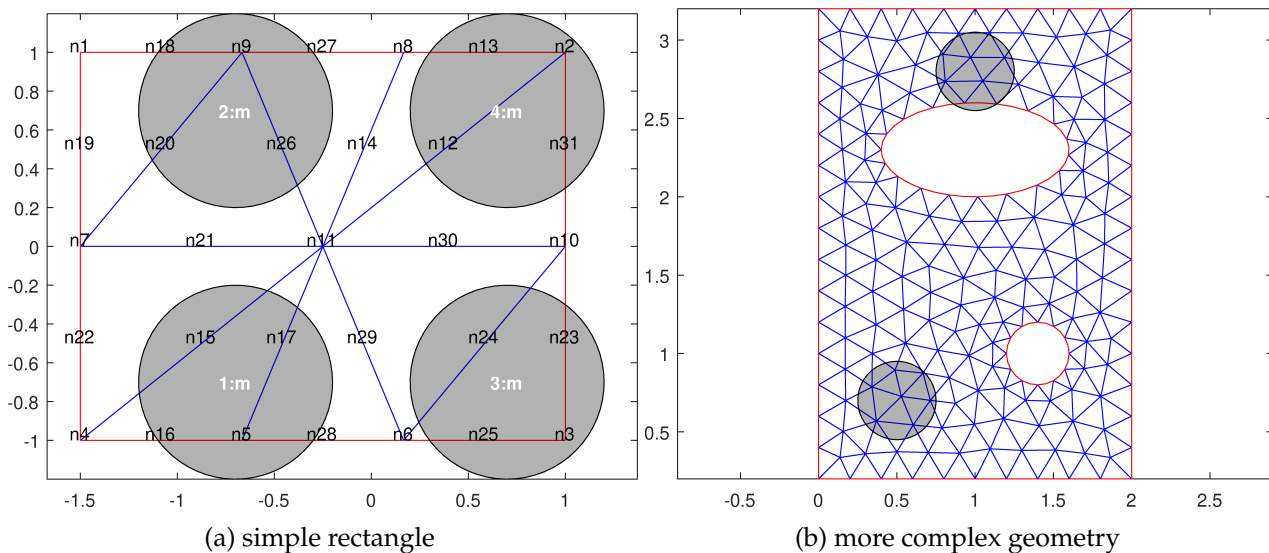 n1 n18 n9 n27 n8 n13 n2
2:m 4:m
n19 n20 n26 n14 n12 n31
n7 n21 n11 n30 n10
n22 n15 n17 n29 n24 n23
1:m 3:m
n4 n16 n5 n28 n6 n25 n3
1
0.8
0.6
0.4
0.2
0
-0.2
-0.4
-0.6
-0.8
-1
-1.5 -1 -0.5 0 0.5 1
(a) simple rectangle
3
2.5
2
1.5
1
0.5
-0.5 0 0.5 1 1.5 2 2.5
(b) more complex geometry